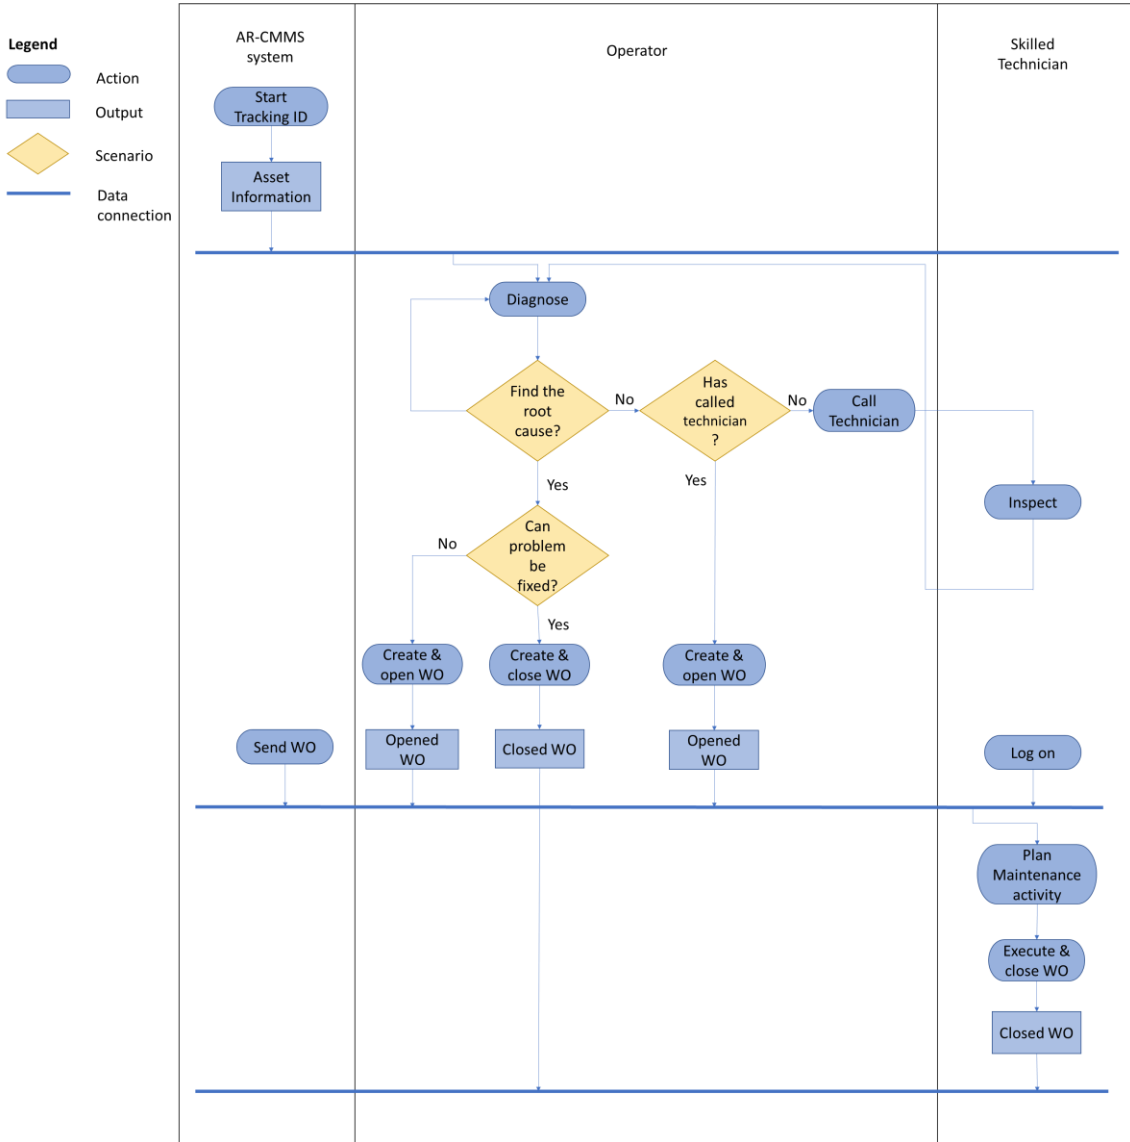 Legend
Action
Output
Scenario
Data
connection
AR-CMMS
system
Operator
Skilled
Technician
Start
Tracking ID
Asset
Information
Diagnose
Find the
root
cause?
No
Has
called
technician
?
No
Call
Technician
Yes
Yes
Inspect
Can
problem
be
fixed?
No
Yes
Create &
open WO
Create &
close WO
Create &
open WO
Send WO
Opened
WO
Closed WO
Opened
WO
Log on
Plan
Maintenance
activity
Execute &
close WO
Closed WO